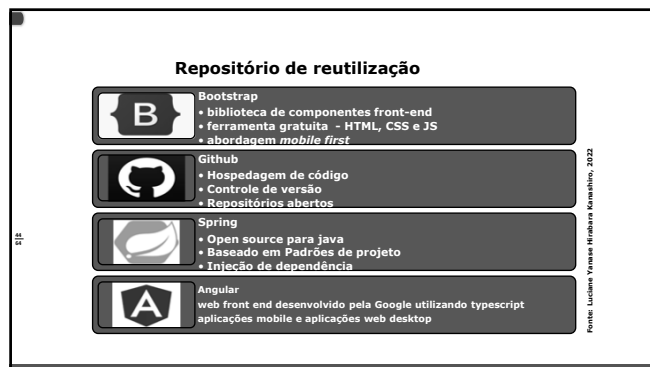 Repositório de reutilização
B
Bootstrap
• biblioteca de componentes front-end
• ferramenta gratuita - HTML, CSS e JS
• abordagem mobile first
Github
• Hospedagem de código
• Controle de versão
• Repositórios abertos
Spring
• Open source para java
• Baseado em Padrões de projeto
• Injeção de dependência
A
Angular
web front end desenvolvido pela Google utilizando typescript
aplicações mobile e aplicações web desktop
Fonte: Luciane Yanase Hirabara Kanashiro, 2022
44
54